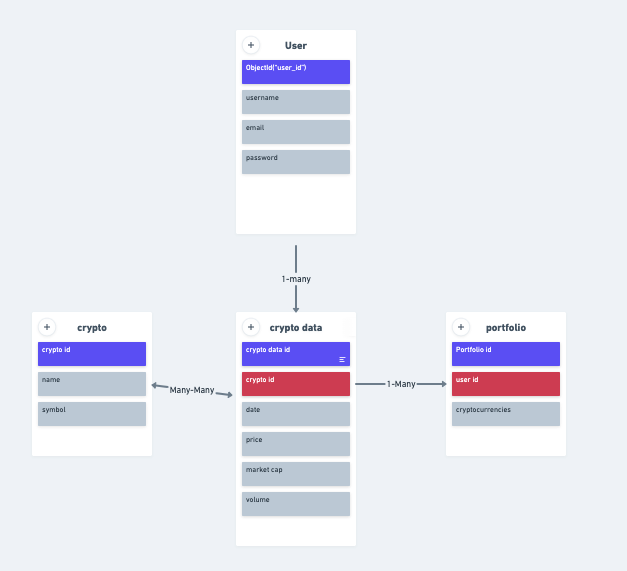 + User
ObjectId("user_id")
username
email
password
1-many
+ crypto
crypto id
name
symbol
Many-Many
+ crypto data
crypto data id
crypto id
date
price
market cap
volume
1-Many
+ portfolio
Portfolio id
user id
cryptocurrencies